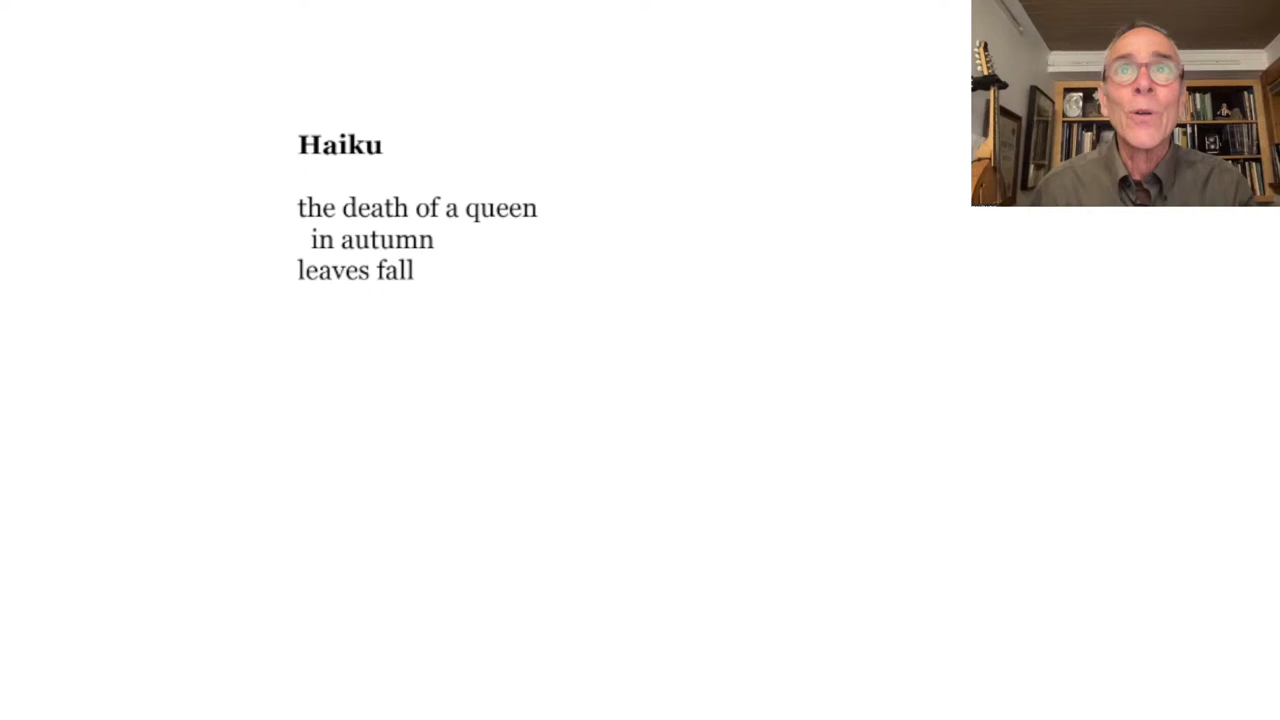 Haiku
the death of a queen
in autumn
leaves fall